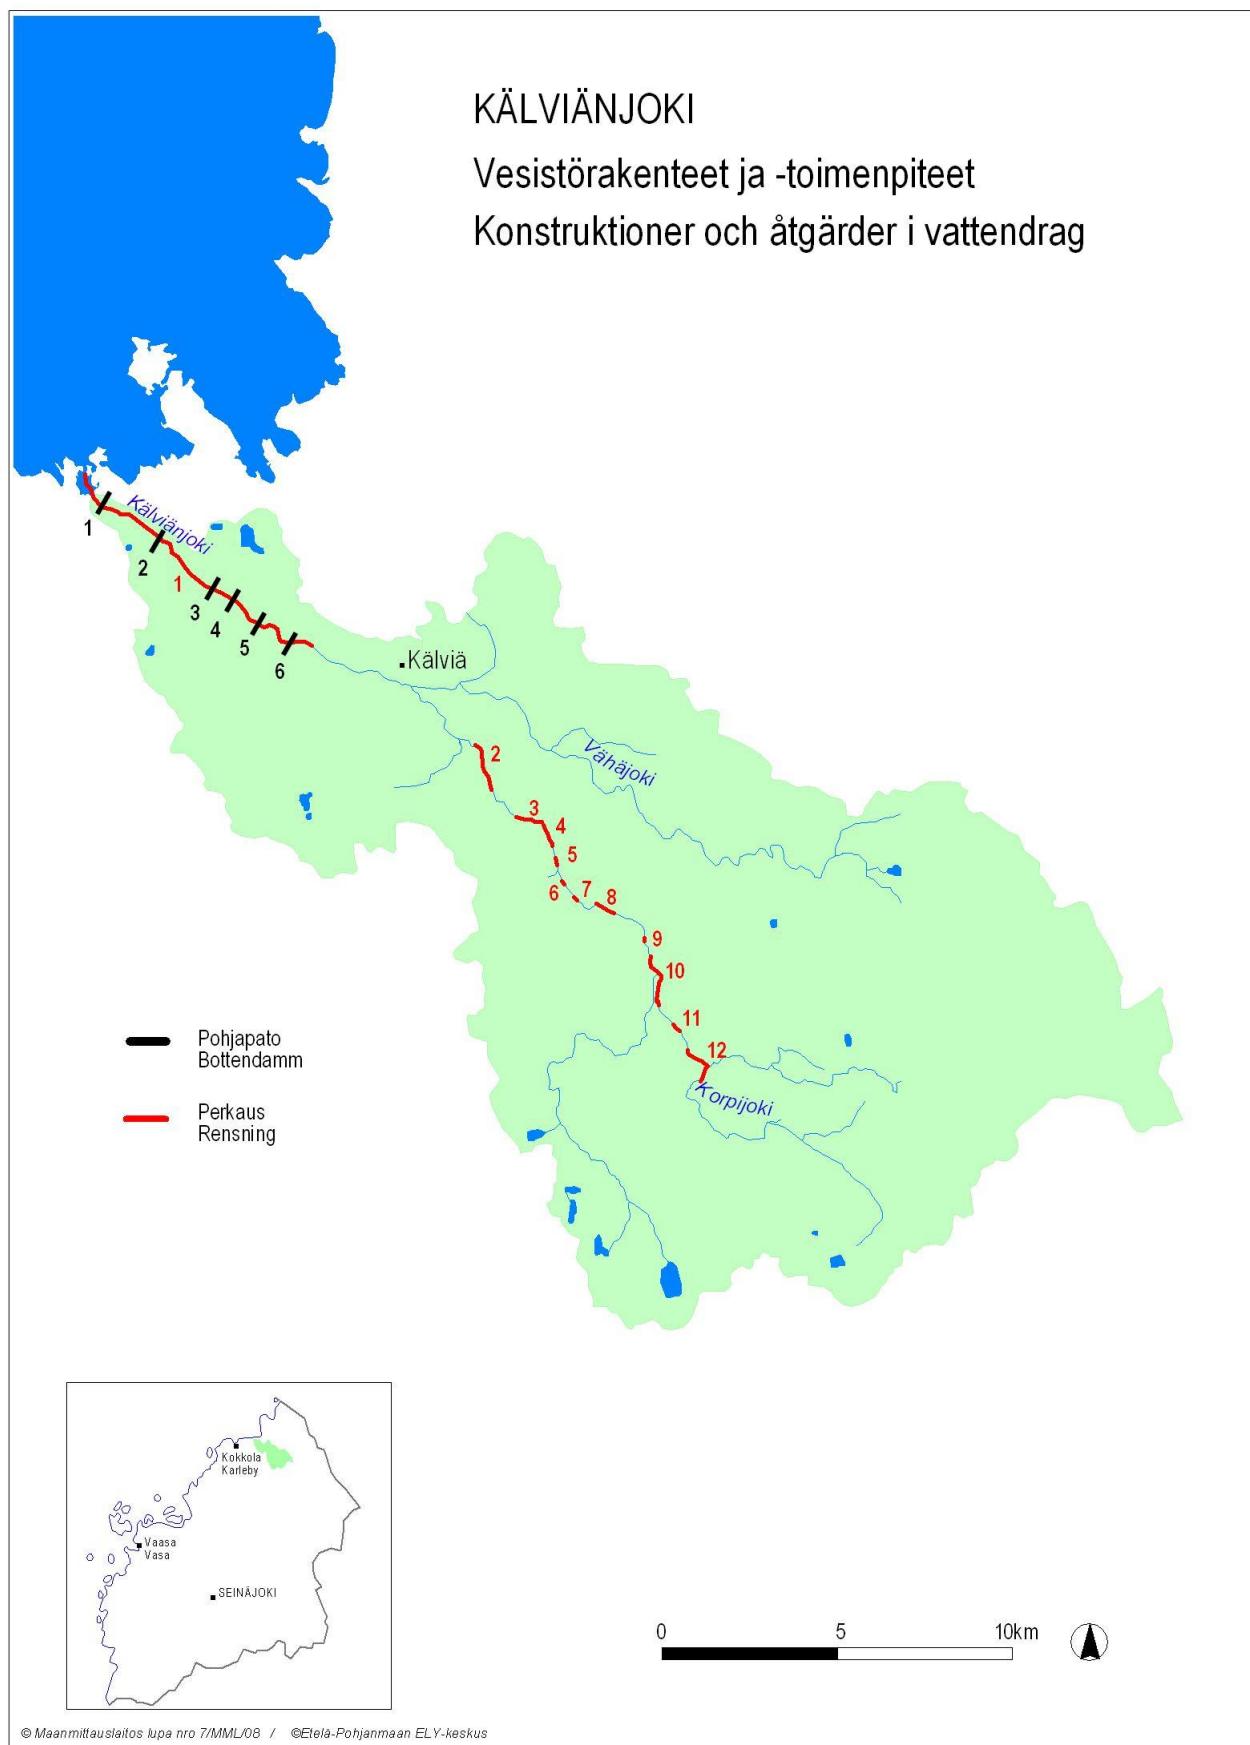 KÄLVIÄNJOKI
Vesistörakenteet ja -toimenpiteet
Konstruktioner och åtgärder i vattendrag
Kälviänjoki
1
2
1
3
4
5
6
Kälviä
Vähäjoki
2
3
4
5
6
7
8
9
10
11
12
Korpijoki
Pohjapato
Bottendamm
Perkaus
Rensning
Kokkola
Karleby
Vaasa
Vasa
SEINÄJOKI
0 5 10km
© Maanmittauslaitos lupa nro 7/MML/08 / ©Etelä-Pohjanmaan ELY-keskus